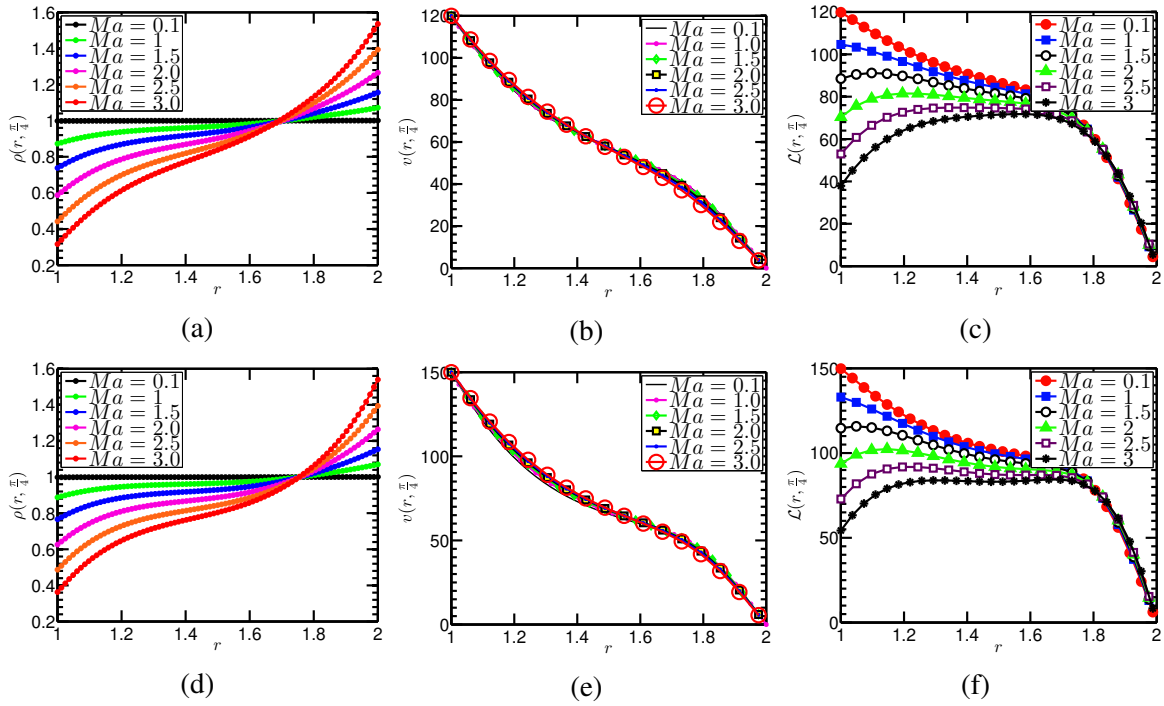 1.6
1.4
1.2
1
0.8
0.6
0.4
0.2
1
1.2
1.4
1.6
1.8
2
r
ρ(r, π/4)
Ma = 0.1
Ma = 1
Ma = 1.5
Ma = 2.0
Ma = 2.5
Ma = 3.0
(a)
120
100
80
60
40
20
0
1
1.2
1.4
1.6
1.8
2
r
v(r, π/4)
Ma = 0.1
Ma = 1.0
Ma = 1.5
Ma = 2.0
Ma = 2.5
Ma = 3.0
(b)
120
100
80
60
40
20
0
1
1.2
1.4
1.6
1.8
2
r
ℒ(r, π/4)
Ma = 0.1
Ma = 1
Ma = 1.5
Ma = 2
Ma = 2.5
Ma = 3
(c)
1.6
1.4
1.2
1
0.8
0.6
0.4
0.2
1
1.2
1.4
1.6
1.8
2
r
ρ(r, π/4)
Ma = 0.1
Ma = 1
Ma = 1.5
Ma = 2.0
Ma = 2.5
Ma = 3.0
(d)
150
100
50
0
1
1.2
1.4
1.6
1.8
2
r
v(r, π/4)
Ma = 0.1
Ma = 1.0
Ma = 1.5
Ma = 2.0
Ma = 2.5
Ma = 3.0
(e)
150
100
50
0
1
1.2
1.4
1.6
1.8
2
r
ℒ(r, π/4)
Ma = 0.1
Ma = 1
Ma = 1.5
Ma = 2
Ma = 2.5
Ma = 3
(f)